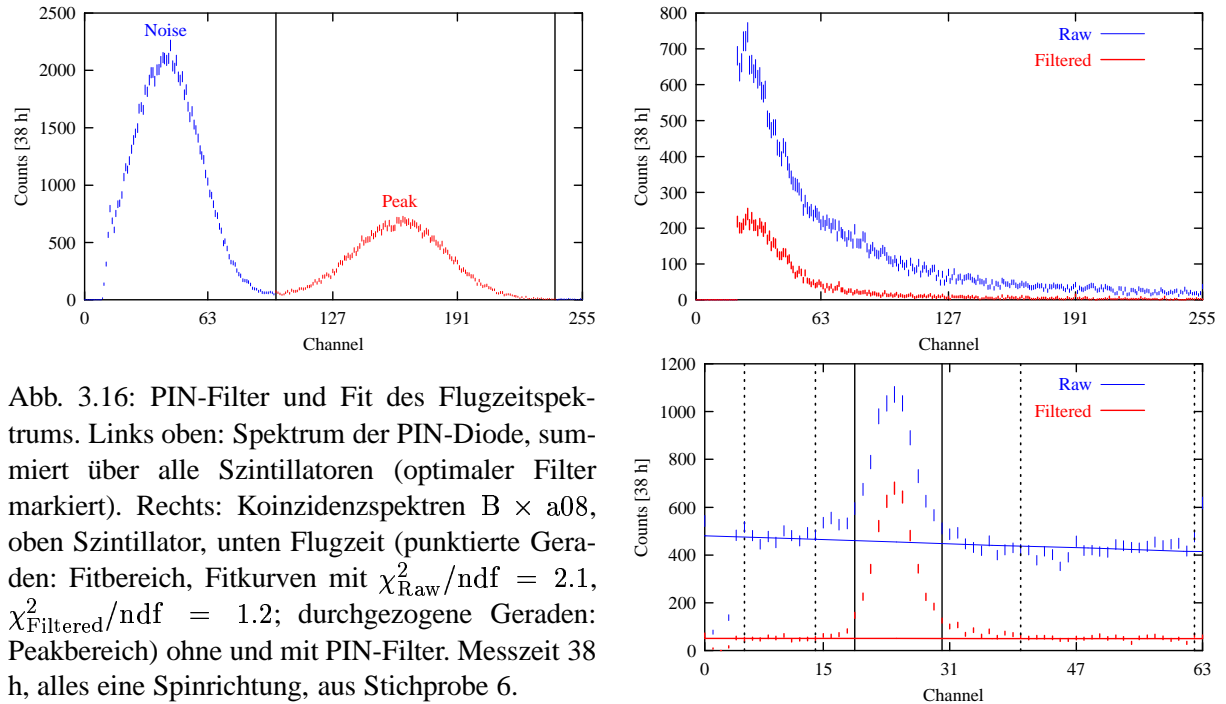 2500
2000
1500
1000
500
0
Counts [38 h]
Noise
Peak
0 63 127 191 255
Channel
800
700
600
500
400
300
200
100
0
Counts [38 h]
Raw
Filtered
0 63 127 191 255
Channel
Abb. 3.16: PIN-Filter und Fit des Flugzeitspek-
trums. Links oben: Spektrum der PIN-Diode, sum-
miert über alle Szintillatoren (optimaler Filter
markiert). Rechts: Koinzidenzspektren B × a08,
oben Szintillator, unten Flugzeit (punktierte Gera-
den: Fitbereich, Fitkurven mit χ²_Raw/ndf = 2.1,
χ²_Filtered/ndf = 1.2; durchgezogene Geraden:
Peakbereich) ohne und mit PIN-Filter. Messzeit 38
h, alles eine Spinrichtung, aus Stichprobe 6.
1200
1000
800
600
400
200
0
Counts [38 h]
Raw
Filtered
0 15 31 47 63
Channel